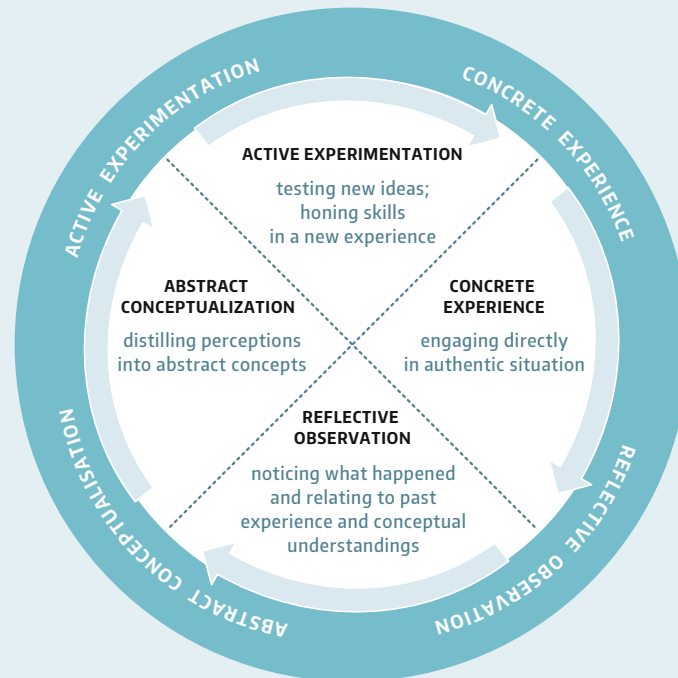 ACTIVE EXPERIMENTATION
CONCRETE EXPERIENCE
ACTIVE EXPERIMENTATION
testing new ideas;
honing skills
in a new experience
ABSTRACT
CONCEPTUALIZATION
distilling perceptions
into abstract concepts
CONCRETE
EXPERIENCE
engaging directly
in authentic situation
REFLECTIVE
OBSERVATION
noticing what happened
and relating to past
experience and conceptual
understandings
ABSTRACT CONCEPTUALISATION
REFLECTIVE OBSERVATION